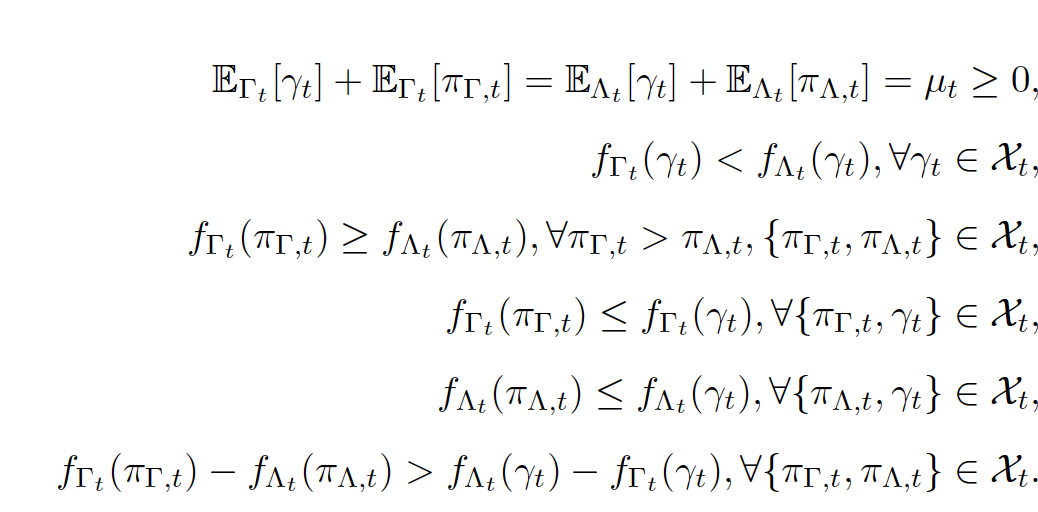 𝔼_{Γ_t}[γ_t] + 𝔼_{Γ_t}[π_{Γ,t}] = 𝔼_{Λ_t}[γ_t] + 𝔼_{Λ_t}[π_{Λ,t}] = μ_t ≥ 0,
f_{Γ_t}(γ_t) < f_{Λ_t}(γ_t), ∀γ_t ∈ 𝒳_t,
f_{Γ_t}(π_{Γ,t}) ≥ f_{Λ_t}(π_{Λ,t}), ∀π_{Γ,t} > π_{Λ,t}, {π_{Γ,t}, π_{Λ,t}} ∈ 𝒳_t,
f_{Γ_t}(π_{Γ,t}) ≤ f_{Γ_t}(γ_t), ∀{π_{Γ,t}, γ_t} ∈ 𝒳_t,
f_{Λ_t}(π_{Λ,t}) ≤ f_{Λ_t}(γ_t), ∀{π_{Λ,t}, γ_t} ∈ 𝒳_t,
f_{Γ_t}(π_{Γ,t}) − f_{Λ_t}(π_{Λ,t}) > f_{Λ_t}(γ_t) − f_{Γ_t}(γ_t), ∀{π_{Γ,t}, π_{Λ,t}} ∈ 𝒳_t.